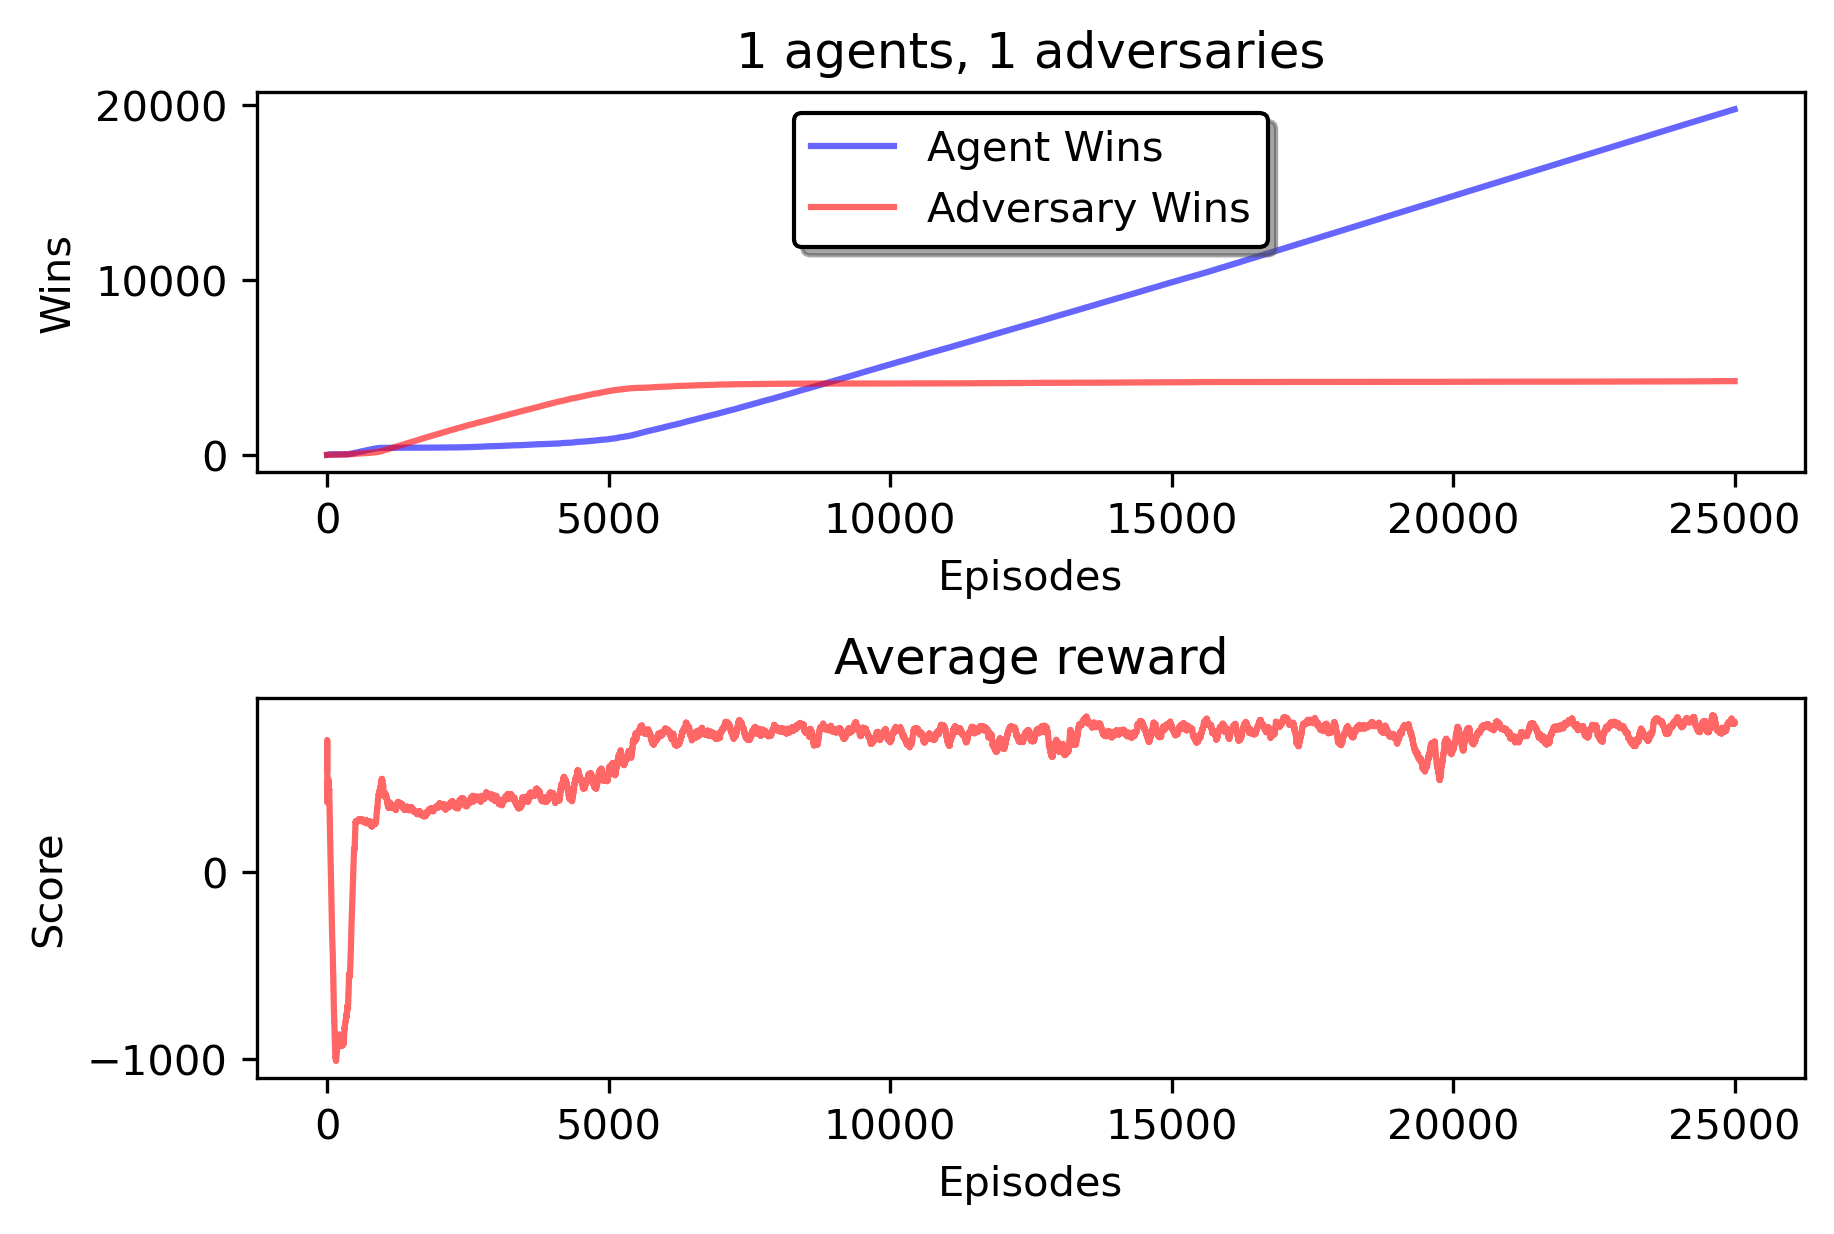 1 agents, 1 adversaries
20000
10000
0
Wins
Agent Wins
Adversary Wins
0 5000 10000 15000 20000 25000
Episodes
Average reward
0
−1000
Score
0 5000 10000 15000 20000 25000
Episodes